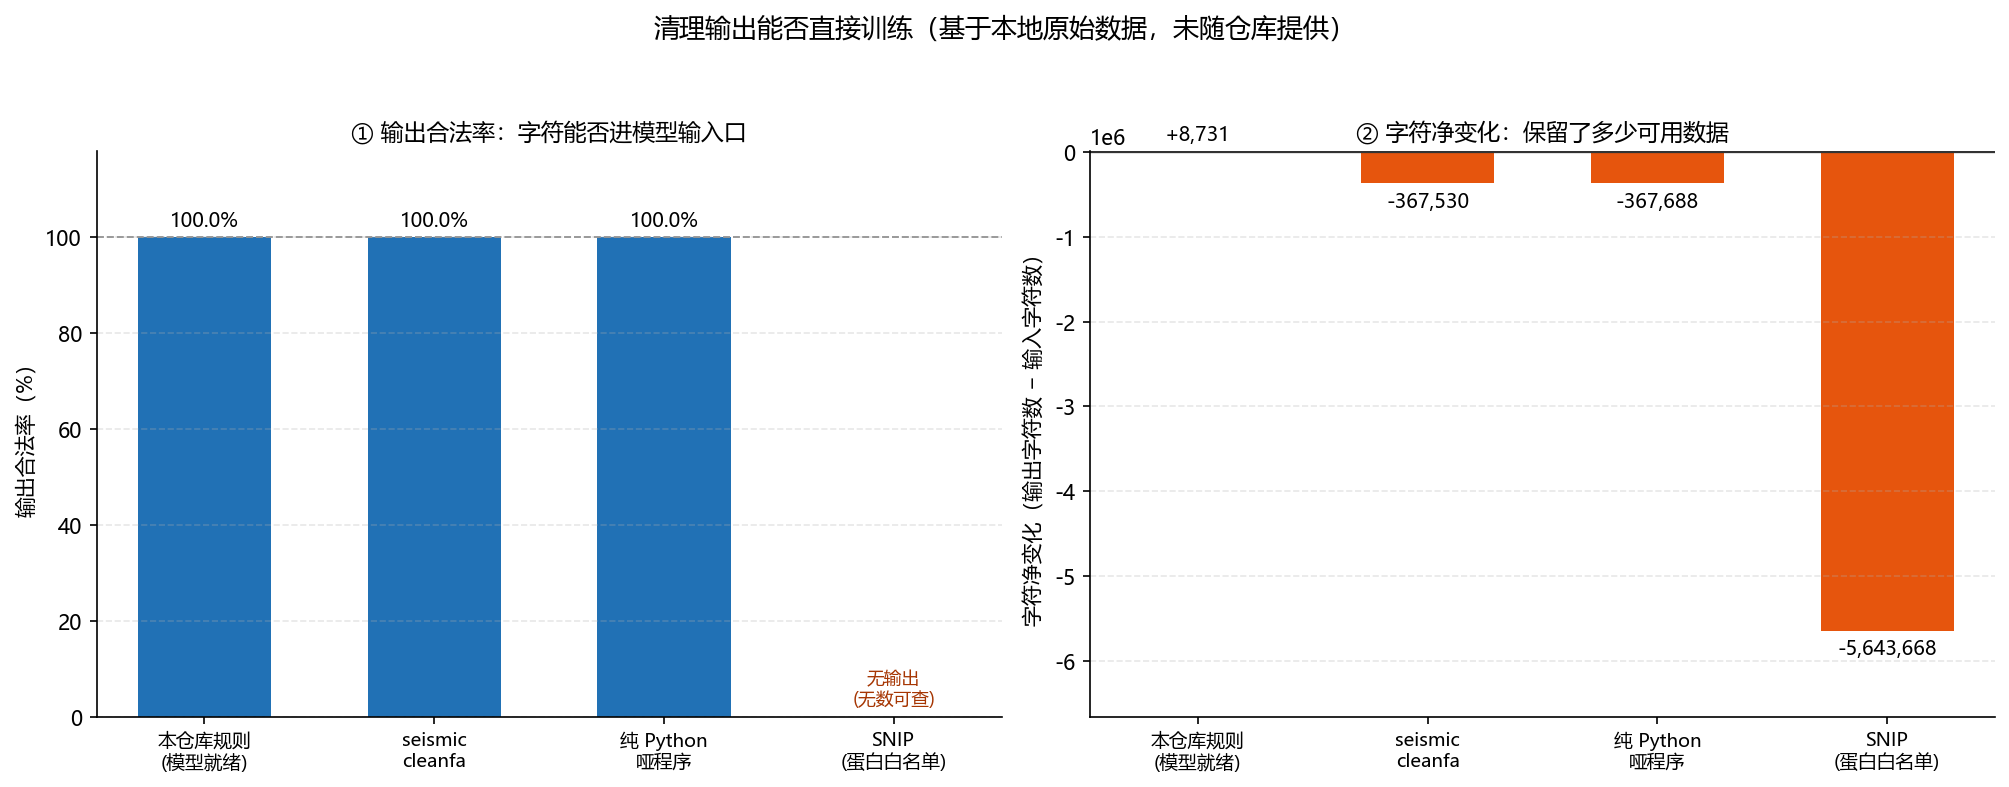 清理输出能否直接训练（基于本地原始数据，未随仓库提供）
① 输出合法率：字符能否进模型输入口
输出合法率（%）
100
80
60
40
20
0
100.0%
100.0%
100.0%
无输出
(无数可查)
本仓库规则
(模型就绪)
seismic
cleanfa
纯 Python
哑程序
SNIP
(蛋白白名单)
② 字符净变化：保留了多少可用数据
字符净变化（输出字符数 − 输入字符数）
1e6
0
-1
-2
-3
-4
-5
-6
+8,731
-367,530
-367,688
-5,643,668
本仓库规则
(模型就绪)
seismic
cleanfa
纯 Python
哑程序
SNIP
(蛋白白名单)